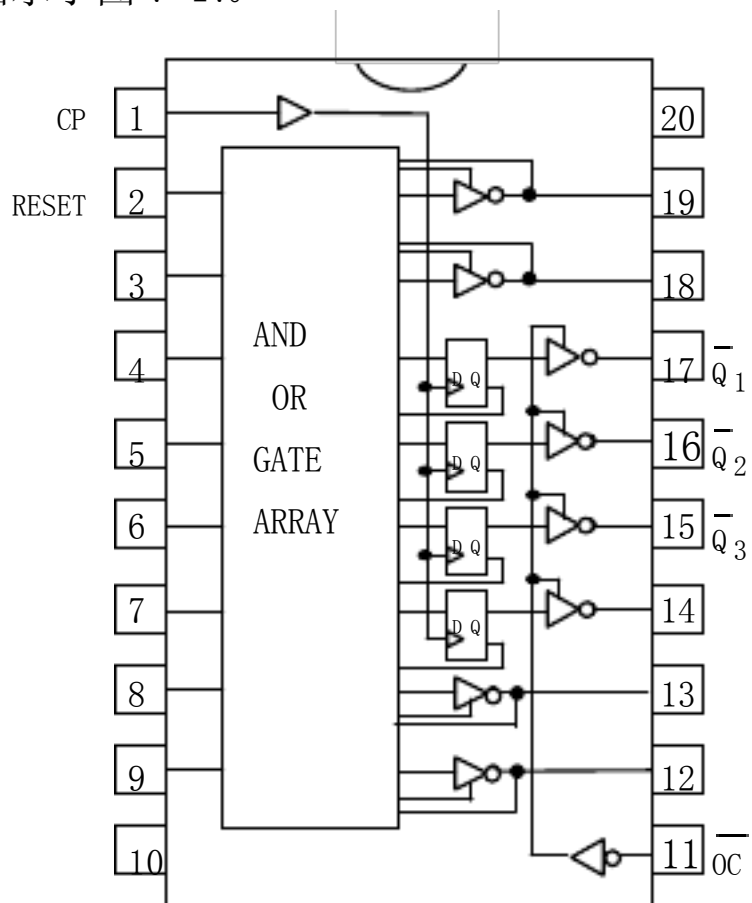 CP 1 20
RESET 2 19
3 18
AND
4 17 Q̅1
OR
5 16 Q̅2
GATE
6 15 Q̅3
ARRAY
7 14
8 13
9 12
10 11 O̅C̅
D Q
D Q
D Q
D Q